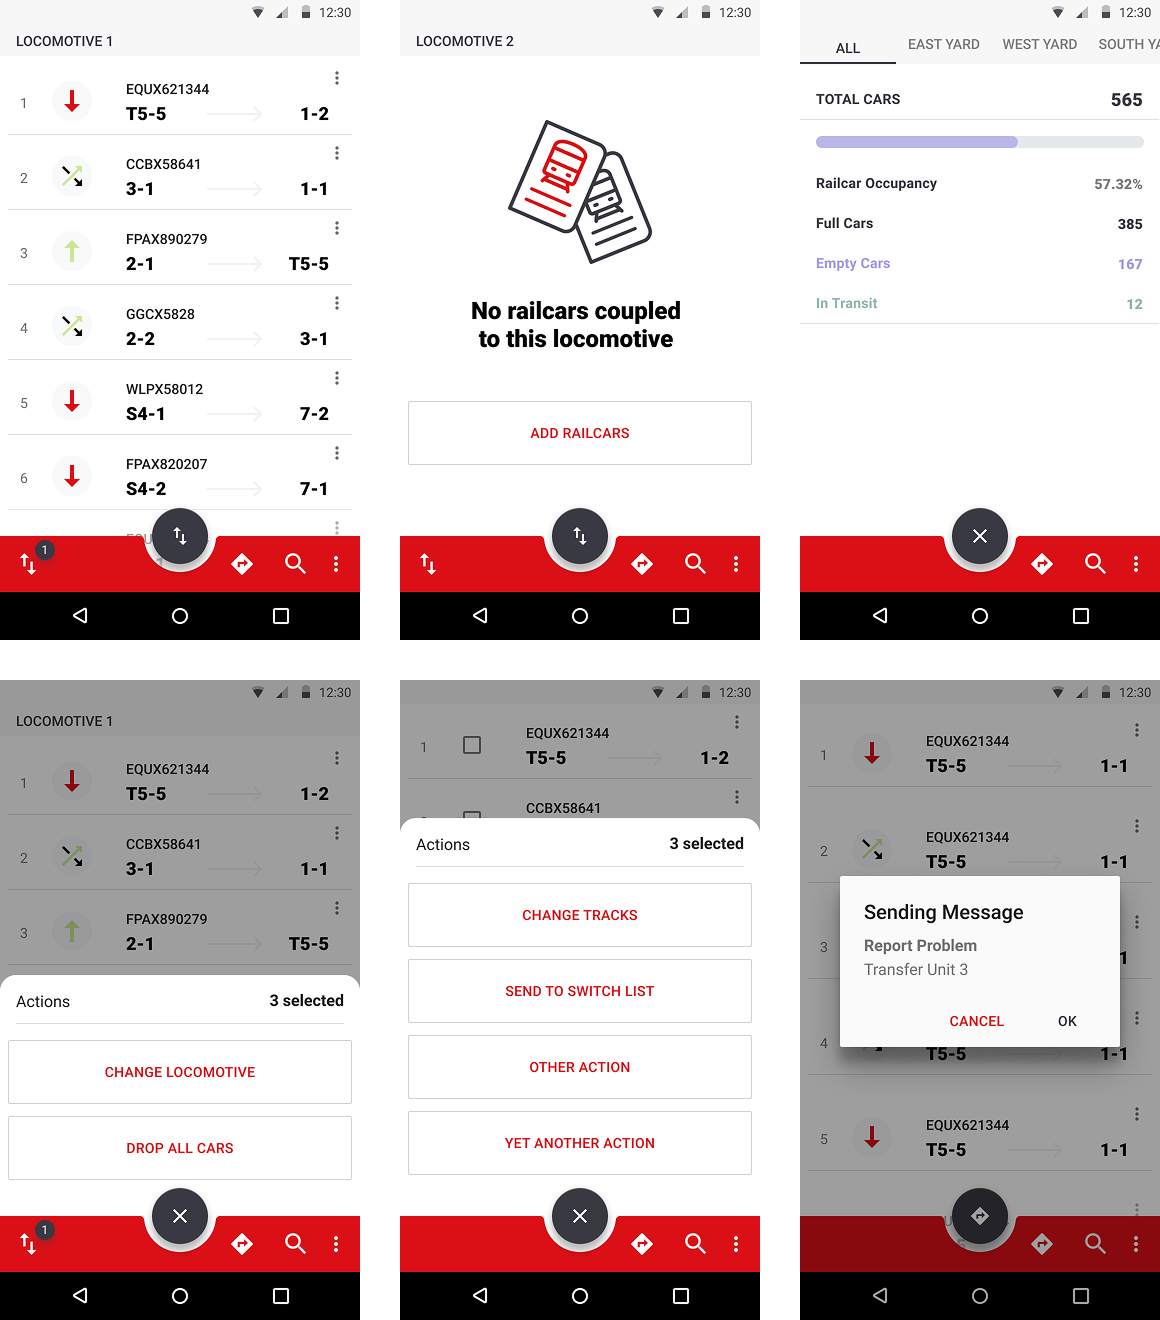 12:30
LOCOMOTIVE 1
1
EQUX621344
T5-5 1-2
2
CCBX58641
3-1 1-1
3
FPAX890279
2-1 T5-5
4
GGCX5828
2-2 3-1
5
WLPX58012
S4-1 7-2
6
FPAX820207
S4-2 7-1
1
12:30
LOCOMOTIVE 2
No railcars coupled
to this locomotive
ADD RAILCARS
12:30
ALL EAST YARD WEST YARD SOUTH YA
TOTAL CARS 565
Railcar Occupancy 57.32%
Full Cars 385
Empty Cars 167
In Transit 12
12:30
LOCOMOTIVE 1
1
EQUX621344
T5-5 1-2
2
CCBX58641
3-1 1-1
3
FPAX890279
2-1 T5-5
Actions 3 selected
CHANGE LOCOMOTIVE
DROP ALL CARS
1
12:30
1
EQUX621344
T5-5 1-2
CCBX58641
Actions 3 selected
CHANGE TRACKS
SEND TO SWITCH LIST
OTHER ACTION
YET ANOTHER ACTION
12:30
1
EQUX621344
T5-5 1-1
2
EQUX621344
T5-5 1-1
3
1
Sending Message
Report Problem
Transfer Unit 3
CANCEL OK
4
T5-5 1-1
5
EQUX621344
T5-5 1-1